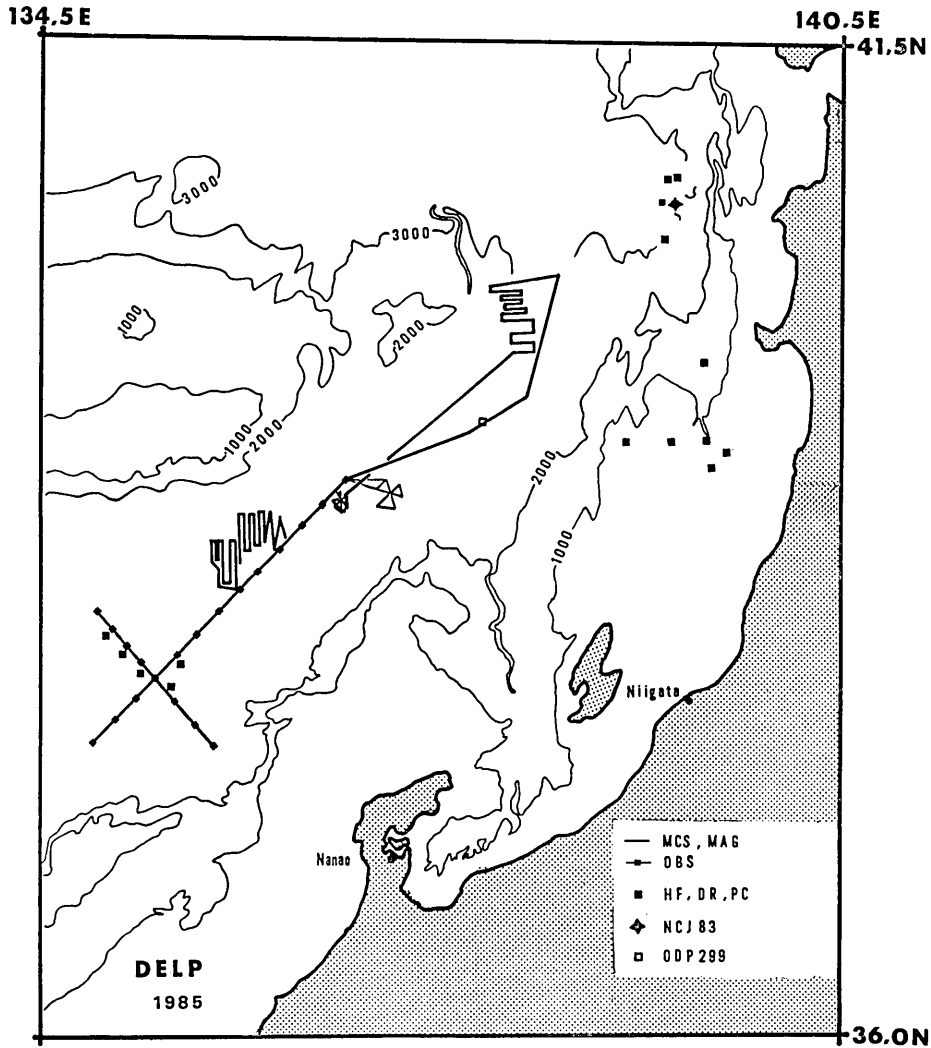 134.5E
140.5E
41.5N
3000
3000
1000
2000
1000
2000
2000
1000
Niigata
Nanao
MCS, MAG
OBS
HF, DR, PC
NCJ 83
ODP 299
DELP
1985
36.0N